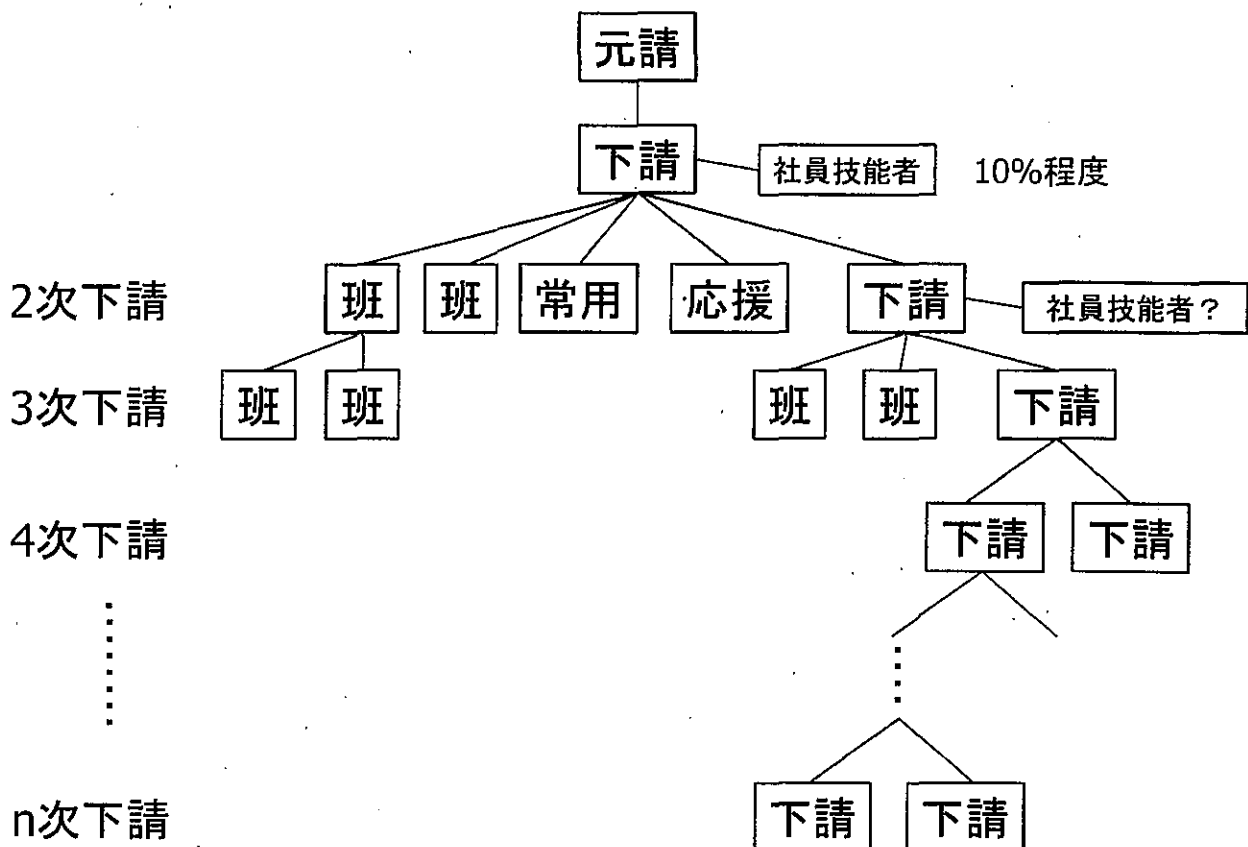 元請
下請
社員技能者 10%程度
2次下請
班
班
常用
応援
下請
社員技能者?
3次下請
班
班
班
班
下請
4次下請
下請
下請
n次下請
下請
下請